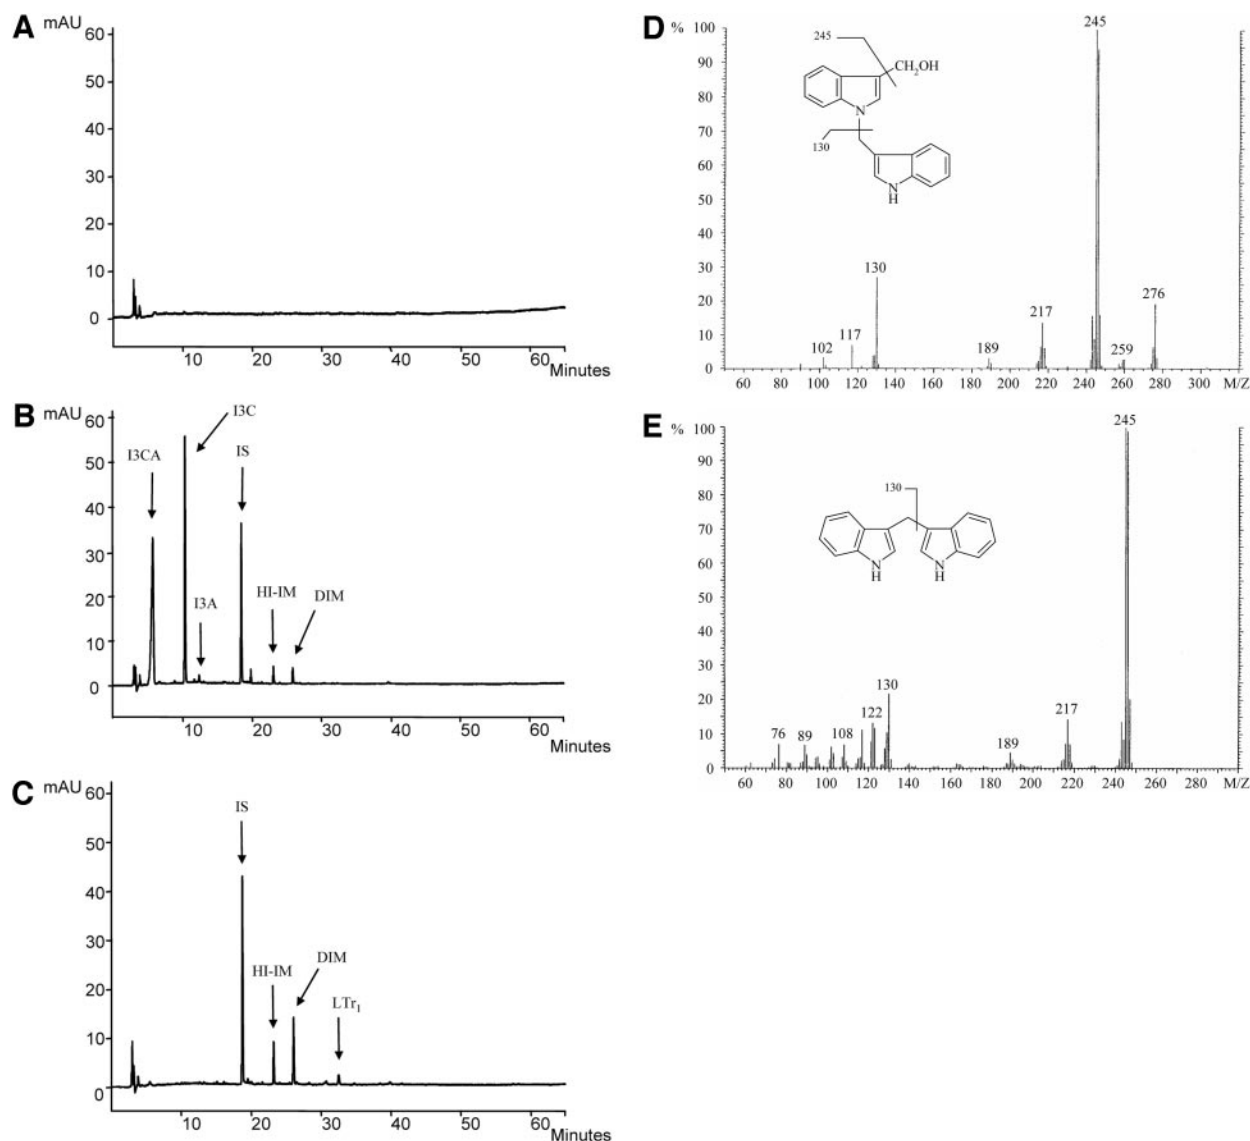 A
mAU
60
50
40
30
20
10
0
10 20 30 40 50 60
Minutes
B
mAU
60
50
40
30
20
10
0
I3CA
I3C
I3A
IS
HI-IM
DIM
10 20 30 40 50 60
Minutes
C
mAU
60
50
40
30
20
10
0
IS
HI-IM
DIM
LTr₁
10 20 30 40 50 60
Minutes
D
%
100
90
80
70
60
50
40
30
20
10
0
245
CH₂OH
N
130
N
H
102
117
130
189
217
245
259
276
60 80 100 120 140 160 180 200 220 240 260 280 300 M/Z
E
%
100
90
80
70
60
50
40
30
20
10
0
130
N
H
N
H
76
89
108
122
130
189
217
245
60 80 100 120 140 160 180 200 220 240 260 280 M/Z